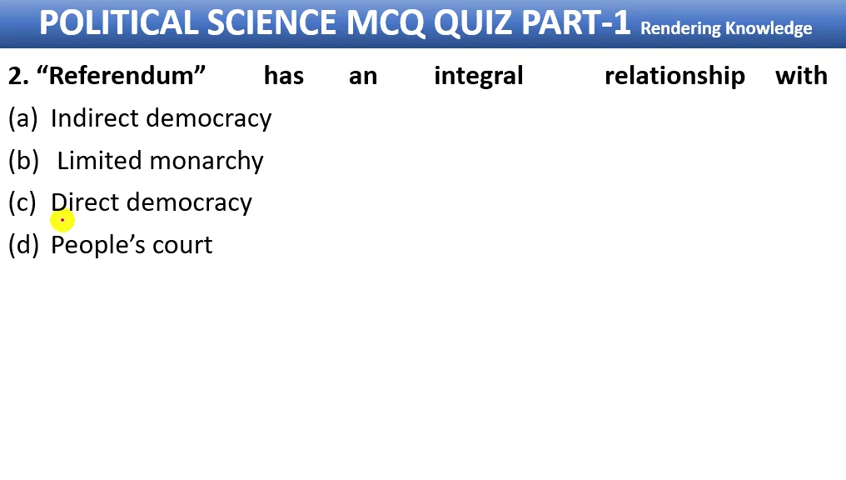 POLITICAL SCIENCE MCQ QUIZ PART-1 Rendering Knowledge
2. “Referendum” has an integral relationship with
(a) Indirect democracy
(b) Limited monarchy
(c) Direct democracy
(d) People’s court